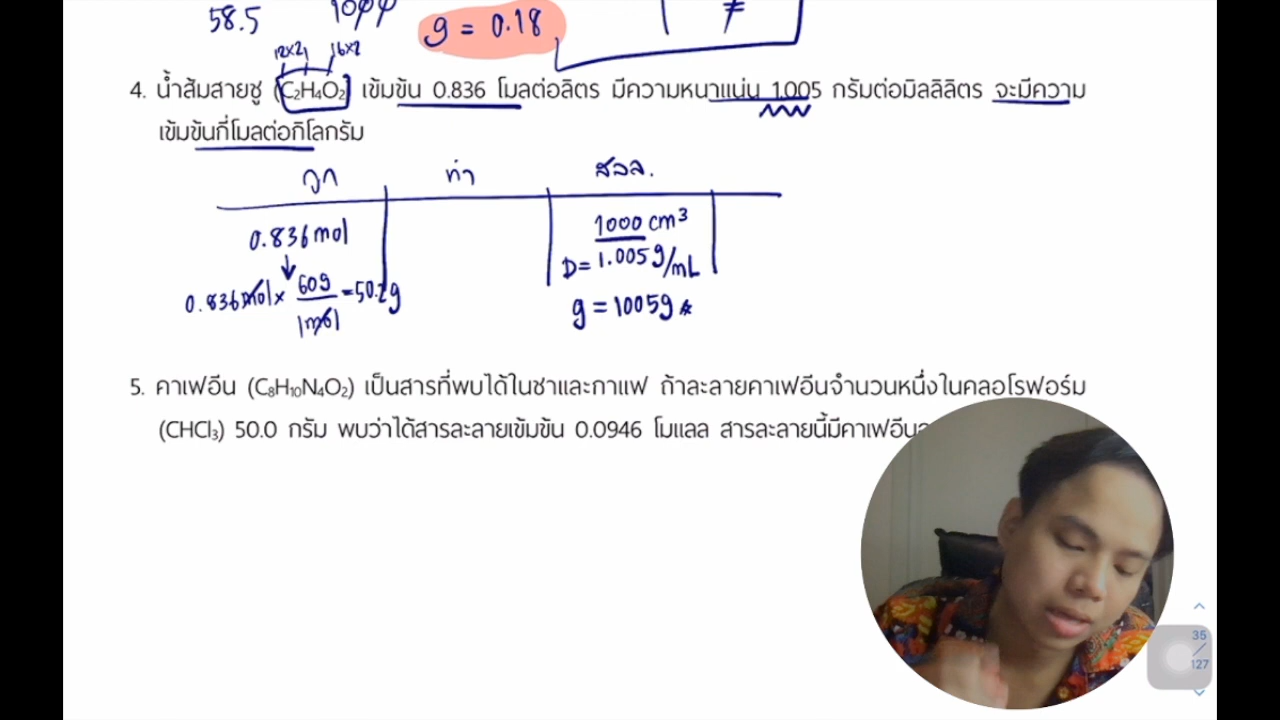 58.5
g = 0.18
12x2 16x2
4. น้ำส้มสายชู (C₂H₄O₂) เข้มข้น 0.836 โมลต่อลิตร มีความหนาแน่น 1.005 กรัมต่อมิลลิลิตร จะมีความ
เข้มข้นกี่โมลต่อกิโลกรัม
ถูก ทำ สลล.
0.836 mol 1000 cm³
D = 1.005 g/mL
0.836 mol x 60g / 1 mol = 50.2g g = 1005g
5. คาเฟอีน (C₈H₁₀N₄O₂) เป็นสารที่พบได้ในชาและกาแฟ ถ้าละลายคาเฟอีนจำนวนหนึ่งในคลอโรฟอร์ม
(CHCl₃) 50.0 กรัม พบว่าได้สารละลายเข้มข้น 0.0946 โมแลล สารละลายนี้มีคาเฟอีน
35
/
127